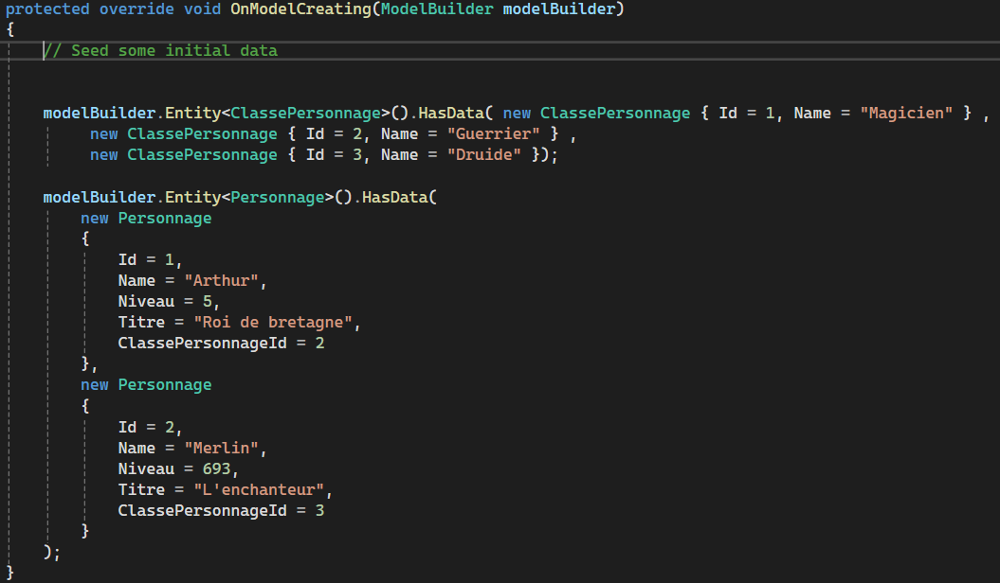 protected override void OnModelCreating(ModelBuilder modelBuilder)
{
    // Seed some initial data
    modelBuilder.Entity<ClassePersonnage>().HasData( new ClassePersonnage { Id = 1, Name = "Magicien" } ,
         new ClassePersonnage { Id = 2, Name = "Guerrier" } ,
         new ClassePersonnage { Id = 3, Name = "Druide" });
    modelBuilder.Entity<Personnage>().HasData(
        new Personnage
        {
            Id = 1,
            Name = "Arthur",
            Niveau = 5,
            Titre = "Roi de bretagne",
            ClassePersonnageId = 2
        },
        new Personnage
        {
            Id = 2,
            Name = "Merlin",
            Niveau = 693,
            Titre = "L'enchanteur",
            ClassePersonnageId = 3
        }
    );
}